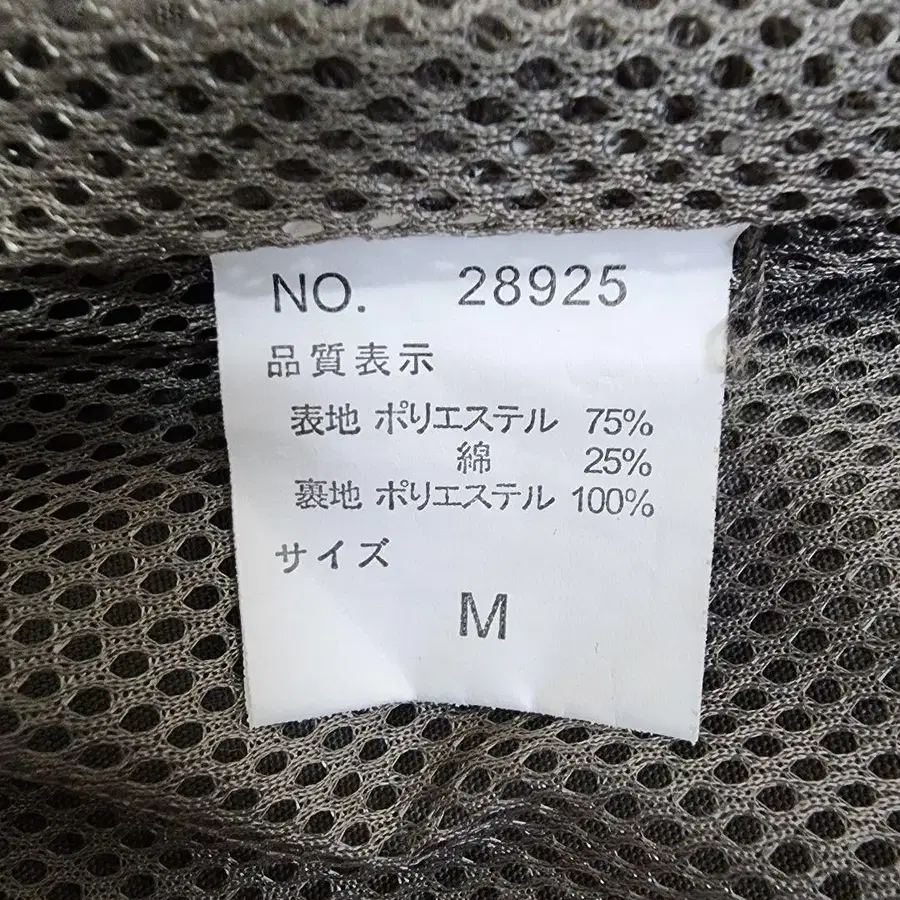 NO. 28925
品質表示
表地 ポリエステル 75%
綿 25%
裏地 ポリエステル 100%
サイズ
M